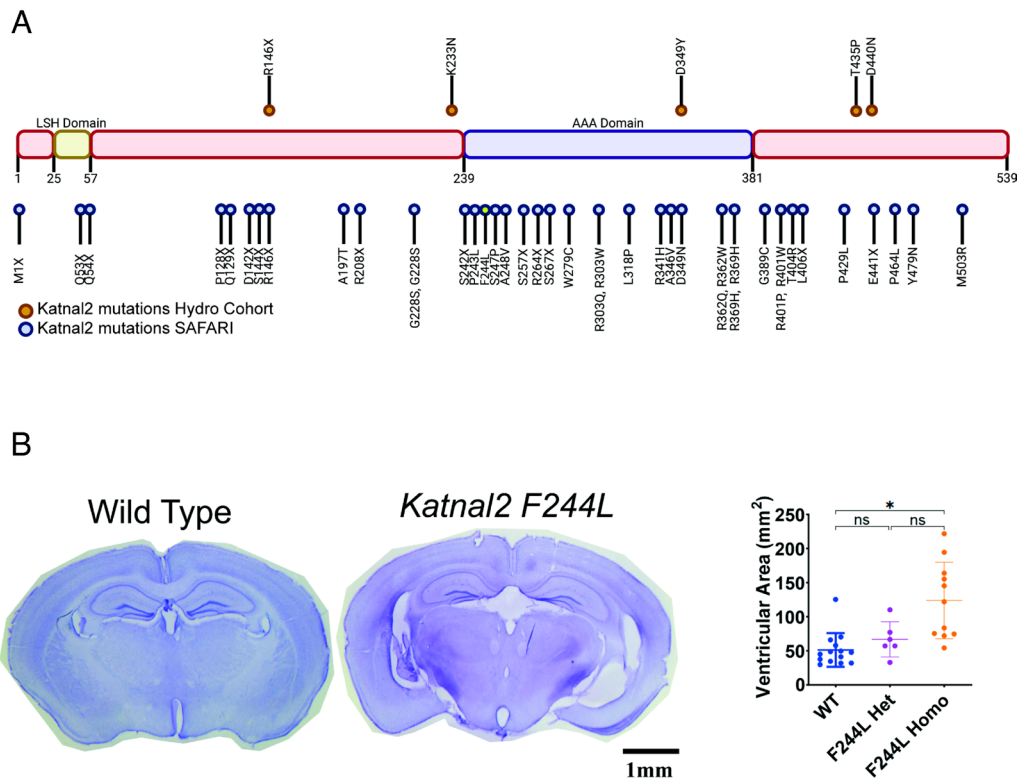 A
R146X
K233N
D349Y
T435P
D440N
LSH Domain
AAA Domain
1
25
57
239
381
539
M1X
Q53X
Q54X
P128X
Q129X
D142X
S144X
R146X
A197T
R208X
G228S, G228S
S242X
P243L
F244L
S247P
A248V
S257X
R264X
S267X
W279C
R303Q, R303W
L318P
R341H
A346V
D349N
R362Q, R362W
R369H, R369H
G389C
R401P, R401W
T404R
L406X
P429L
E441X
P464L
Y479N
M503R
Katnal2 mutations Hydro Cohort
Katnal2 mutations SAFARI
B
Wild Type
Katnal2 F244L
1mm
Ventricular Area (mm²)
250
200
150
100
50
0
*
ns
ns
WT
F244L Het
F244L Homo